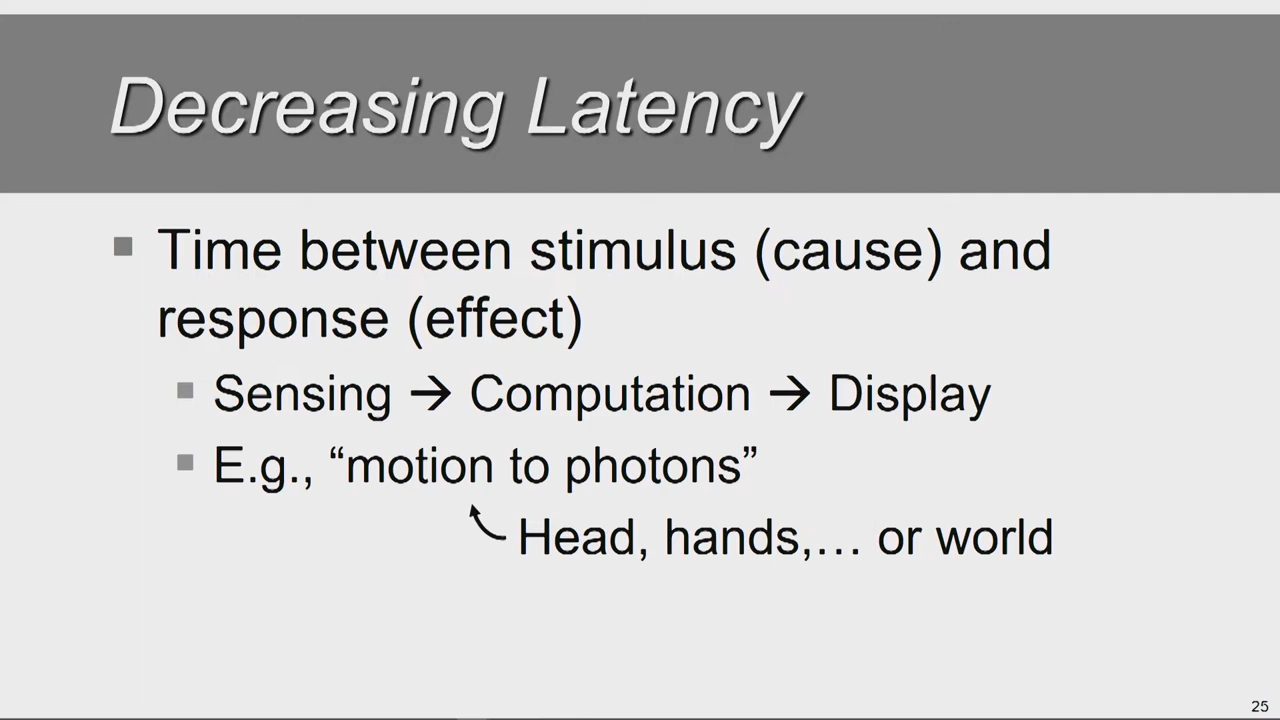 Decreasing Latency
Time between stimulus (cause) and
response (effect)
Sensing → Computation → Display
E.g., “motion to photons”
Head, hands,… or world
25